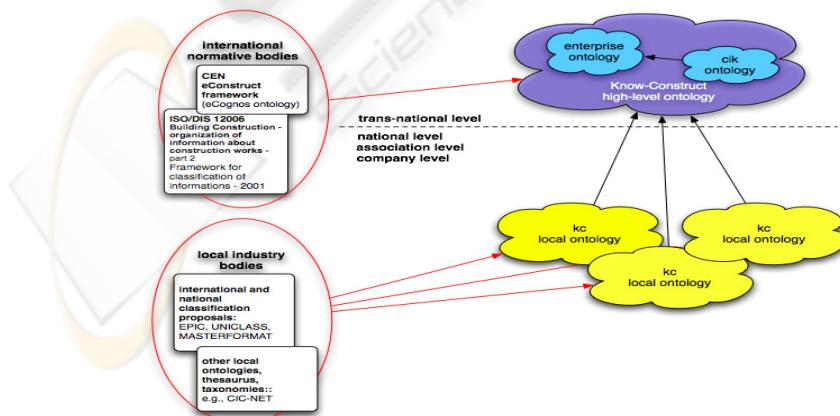 international
normative bodies
CEN
eConstruct
framework
(eCognos ontology)
ISO/DIS 12006
Building Construction -
organization of
information about
construction works -
part 2
Framework for
classification of
informations - 2001
enterprise
ontology
cik
ontology
Know-Construct
high-level ontology
trans-national level
national level
association level
company level
kc
local ontology
kc
local ontology
kc
local ontology
local industry
bodies
international and
national
classification
proposals:
EPIC, UNICLASS,
MASTERFORMAT
other local
ontologies,
thesaurus,
taxonomies::
e.g., CIC-NET